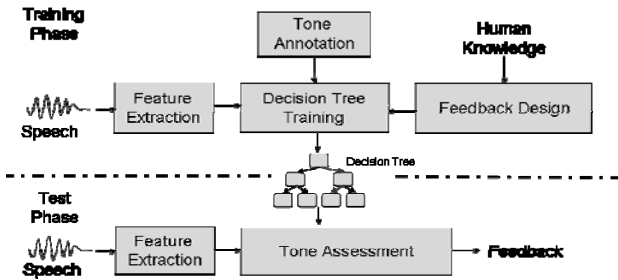 Training
Phase
Tone
Annotation
Human
Knowledge
Speech
Feature
Extraction
Decision Tree
Training
Feedback Design
Decision Tree
Test
Phase
Speech
Feature
Extraction
Tone Assessment
Feedback